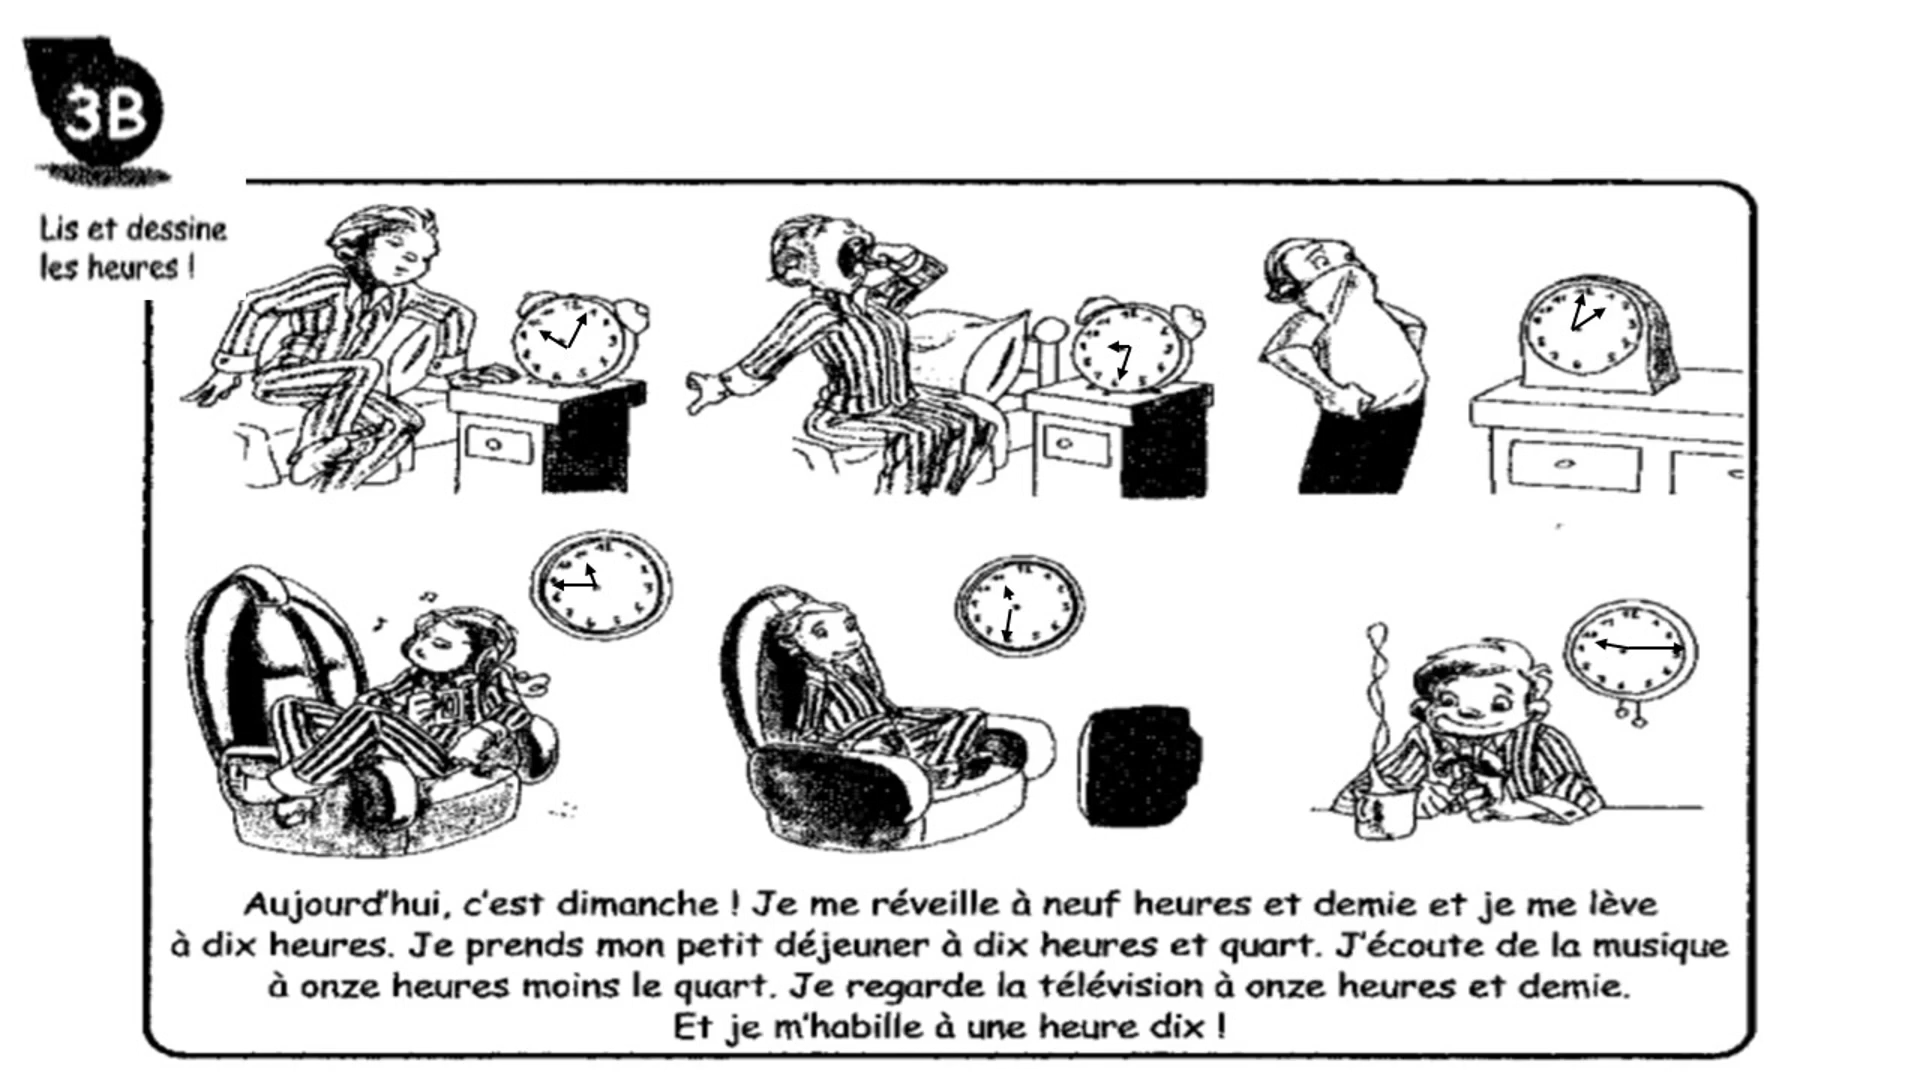 3B
Lis et dessine
les heures !
Aujourd'hui, c'est dimanche ! Je me réveille à neuf heures et demie et je me lève
à dix heures. Je prends mon petit déjeuner à dix heures et quart. J'écoute de la musique
à onze heures moins le quart. Je regarde la télévision à onze heures et demie.
Et je m'habille à une heure dix !